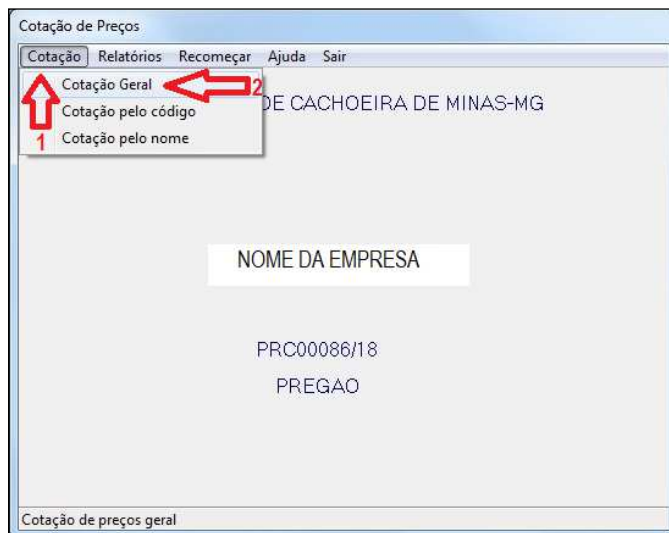 Cotação de Preços
Cotação Relatórios Recomeçar Ajuda Sair
Cotação Geral 2
DE CACHOEIRA DE MINAS-MG
Cotação pelo código
1 Cotação pelo nome
NOME DA EMPRESA
PRC00086/18
PREGAO
Cotação de preços geral